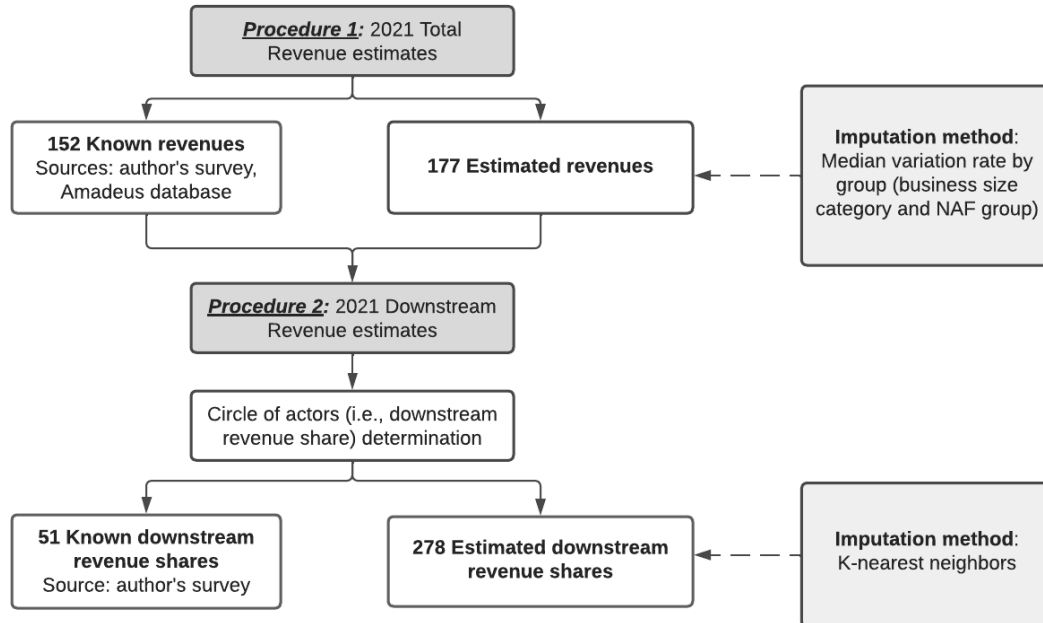 Procedure 1: 2021 Total
Revenue estimates
152 Known revenues
Sources: author's survey,
Amadeus database
177 Estimated revenues
Imputation method:
Median variation rate by
group (business size
category and NAF group)
Procedure 2: 2021 Downstream
Revenue estimates
Circle of actors (i.e., downstream
revenue share) determination
51 Known downstream
revenue shares
Source: author's survey
278 Estimated downstream
revenue shares
Imputation method:
K-nearest neighbors